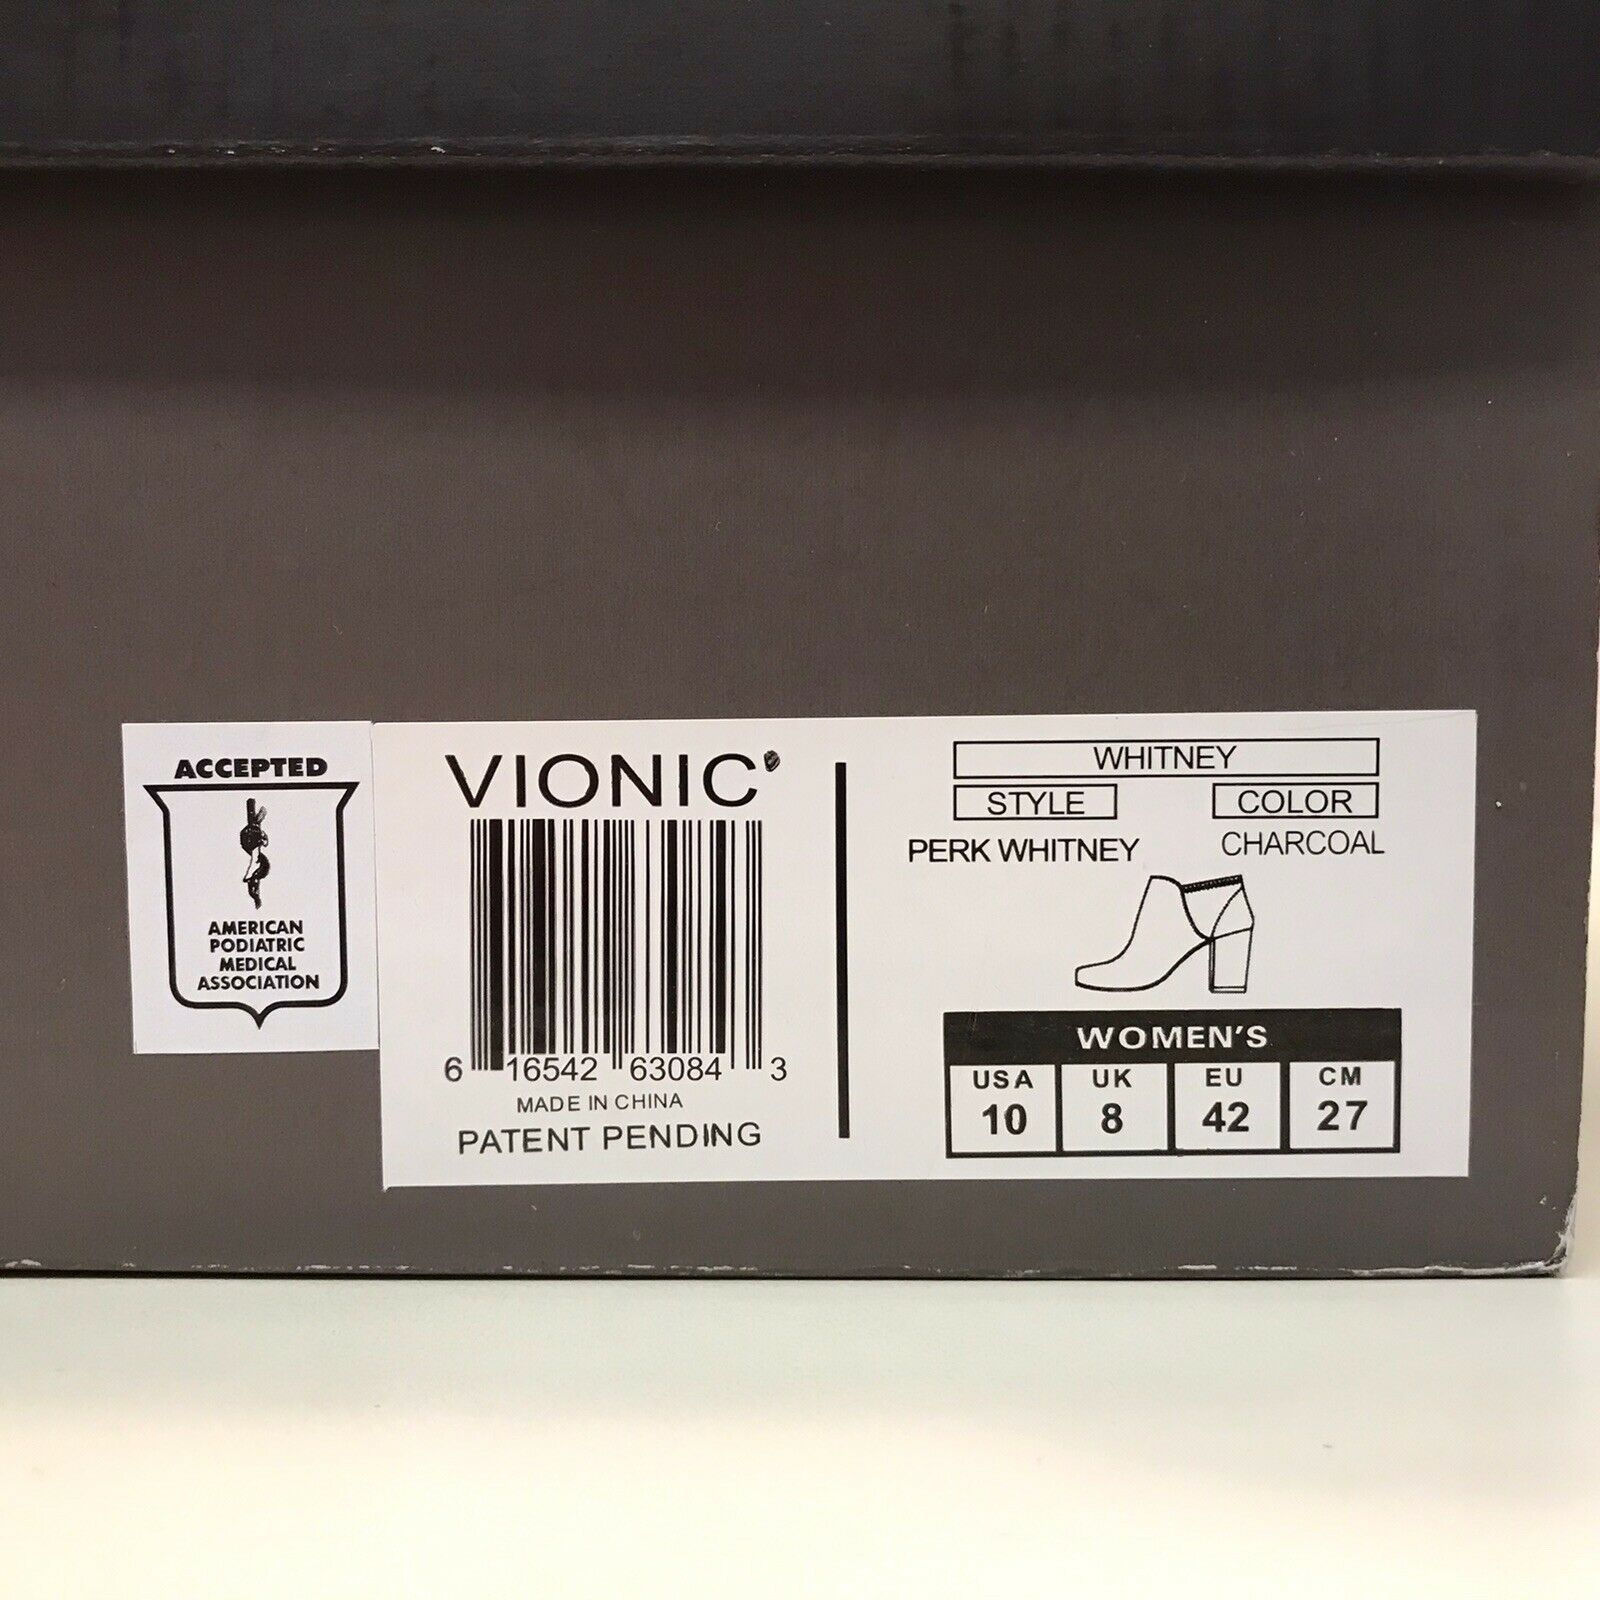 ACCEPTED
AMERICAN
PODIATRIC
MEDICAL
ASSOCIATION
VIONIC
6 16542 63084 3
MADE IN CHINA
PATENT PENDING
WHITNEY
STYLE COLOR
PERK WHITNEY CHARCOAL
WOMEN'S
USA UK EU CM
10 8 42 27